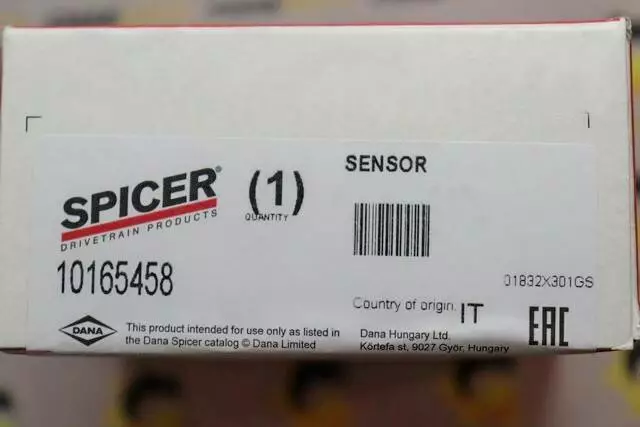 SPICER®
DRIVETRAIN PRODUCTS
(1)
QUANTITY
SENSOR
10165458
01832X301GS
Country of origin: IT
EAC
DANA
This product intended for use only as listed in
the Dana Spicer catalog © Dana Limited
Dana Hungary Ltd.
Körtefa st, 9027 Győr, Hungary